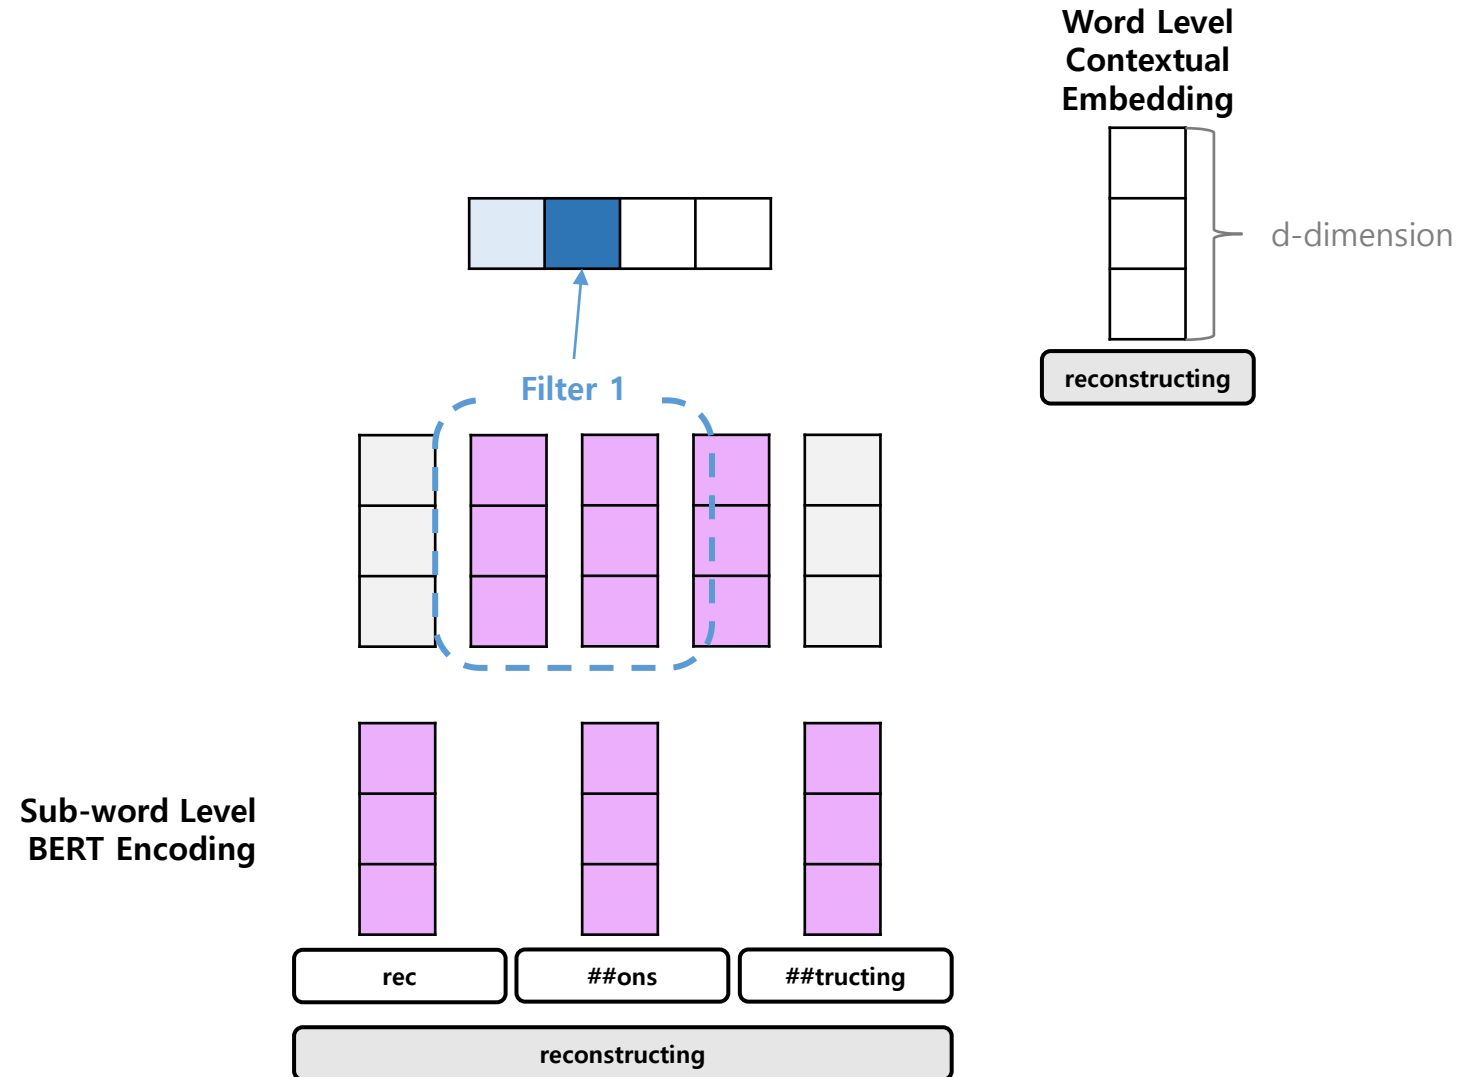 Word Level
Contextual
Embedding
d-dimension
reconstructing
Filter 1
Sub-word Level
BERT Encoding
rec
##ons
##tructing
reconstructing